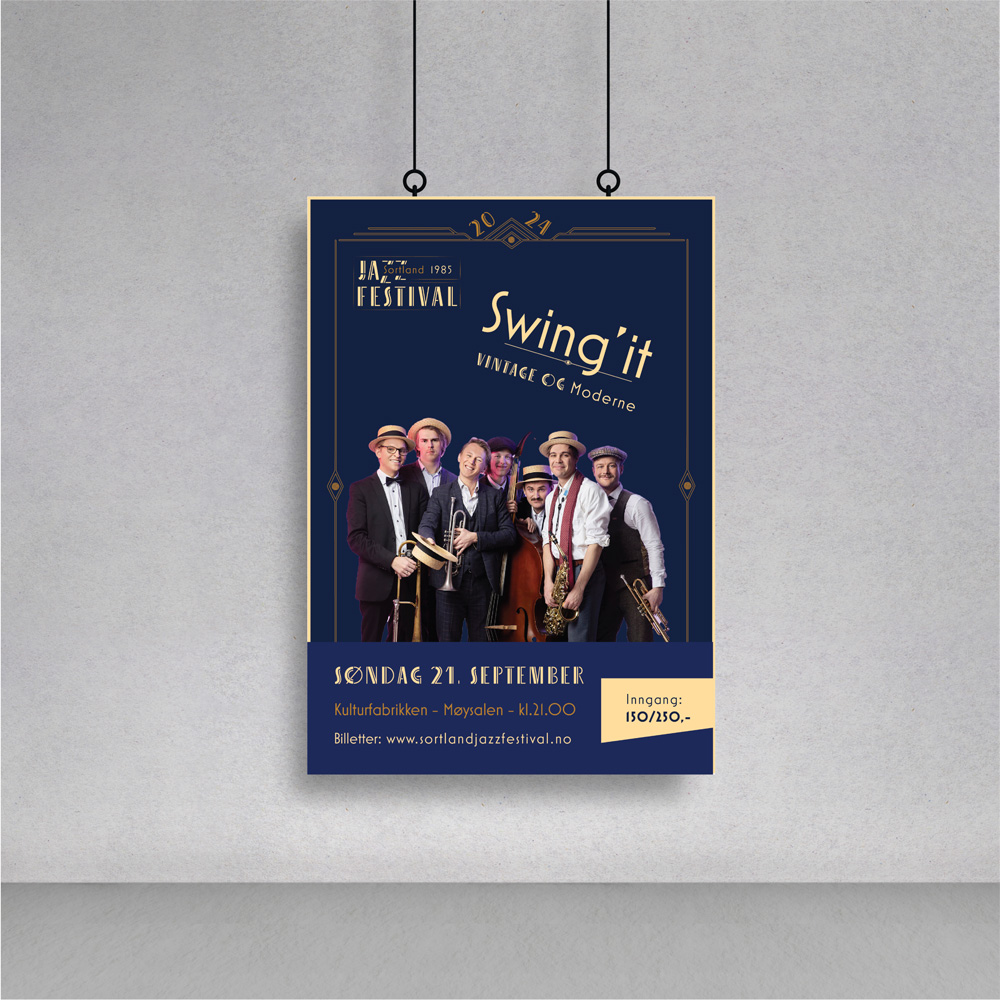 20 24
JAZZ Sortland 1985
FESTIVAL
Swing'it
VINTAGE OG Moderne
SØNDAG 21. SEPTEMBER
Kulturfabrikken - Møysalen - kl.21.00
Billetter: www.sortlandjazzfestival.no
Inngang:
150/250,-